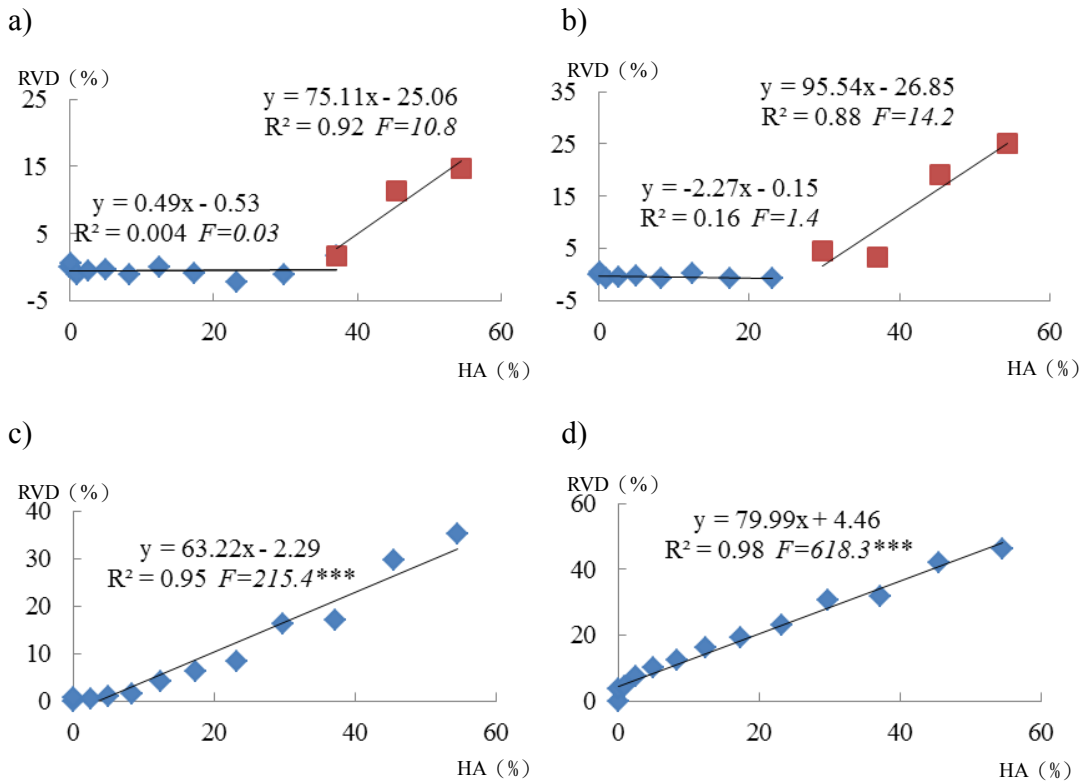 a)
RVD（%）
25
15
5
-5
y = 75.11x - 25.06
R² = 0.92 F=10.8
y = 0.49x - 0.53
R² = 0.004 F=0.03
0
20
40
60
HA（%）
b)
RVD（%）
35
25
15
5
-5
y = 95.54x - 26.85
R² = 0.88 F=14.2
y = -2.27x - 0.15
R² = 0.16 F=1.4
0
20
40
60
HA（%）
c)
RVD（%）
40
30
20
10
0
y = 63.22x - 2.29
R² = 0.95 F=215.4***
0
20
40
60
HA（%）
d)
RVD（%）
60
40
20
0
y = 79.99x + 4.46
R² = 0.98 F=618.3***
0
20
40
60
HA（%）